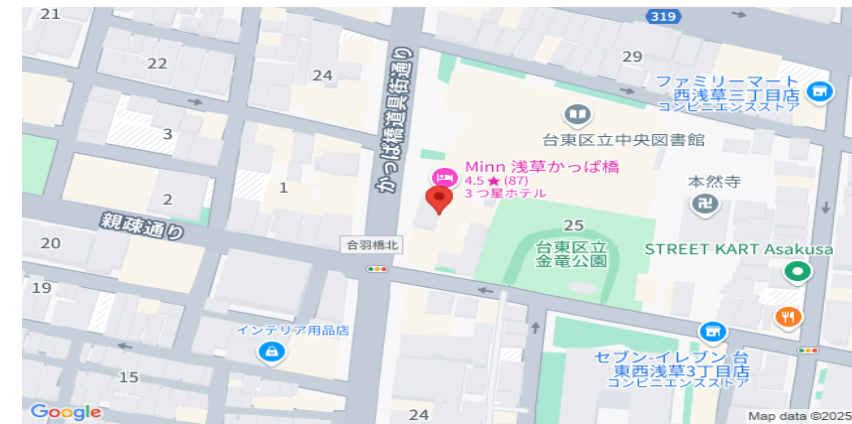 21
319
22
24
29
かっぱ橋道具街通り
ファミリーマート
西浅草三丁目店
コンビニエンスストア
3
台東区立中央図書館
Minn 浅草かっぱ橋
4.5★(87)
3つ星ホテル
本然寺
1
2
親疎通り
25
台東区立
金竜公園
20
合羽橋北
STREET KART Asakusa
19
インテリア用品店
セブン-イレブン 台
東西浅草3丁目店
コンビニエンスストア
15
24
Google
Map data ©2025